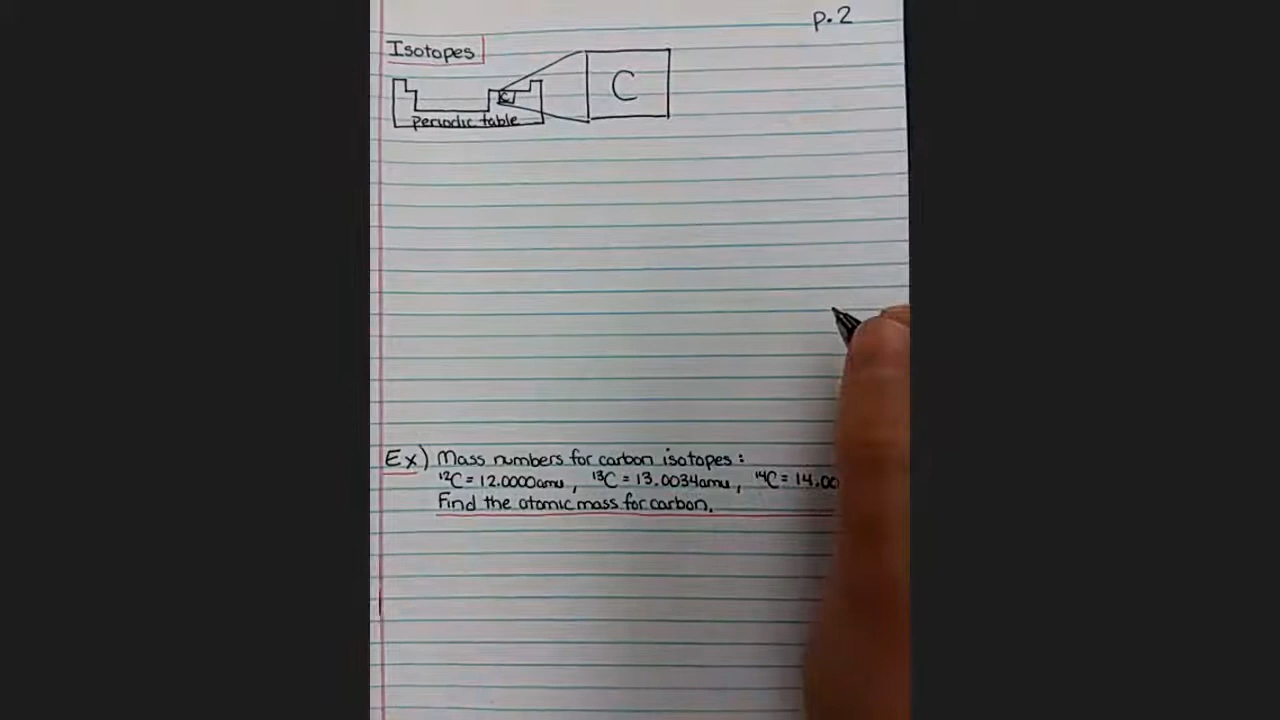 p.2
Isotopes
C
C
periodic table
Ex) Mass numbers for carbon isotopes:
¹²C = 12.0000amu, ¹³C = 13.0034amu, ¹⁴C = 14.00
Find the atomic mass for carbon.